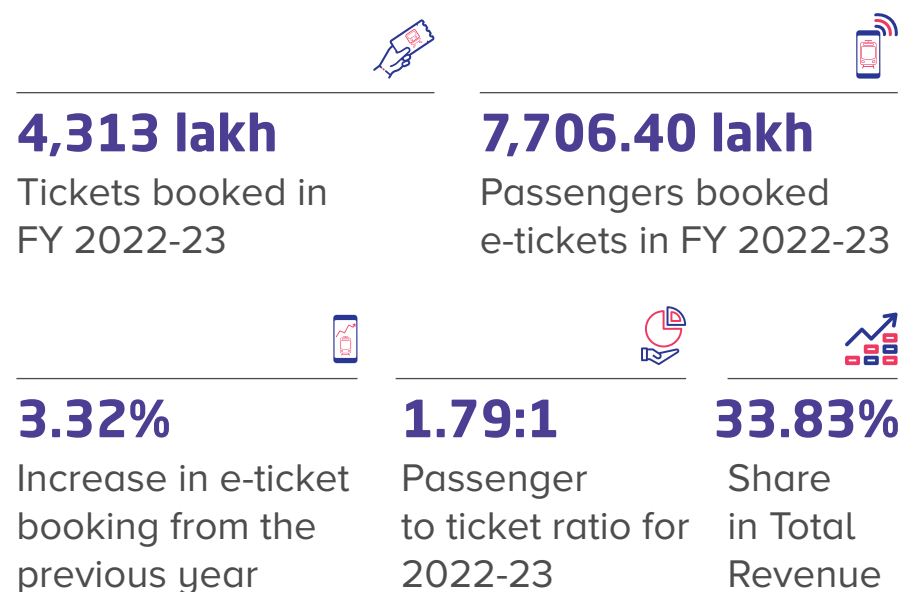 4,313 lakh
Tickets booked in
FY 2022-23
7,706.40 lakh
Passengers booked
e-tickets in FY 2022-23
3.32%
Increase in e-ticket
booking from the
previous year
1.79:1
Passenger
to ticket ratio for
2022-23
33.83%
Share
in Total
Revenue